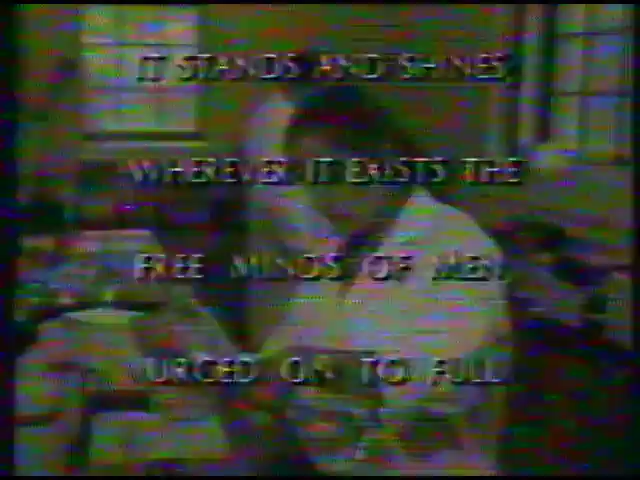 IT STANDS AND SHINES,
WHEREVER IT EXISTS THE
FREE MINDS OF MEN,
URGED ON TO FULL